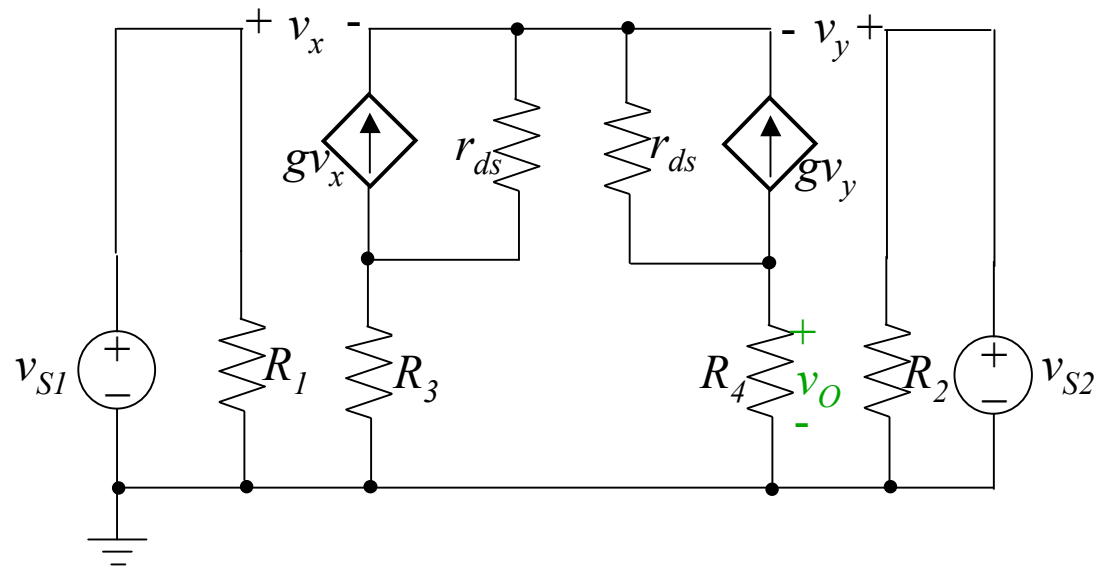 + v_x - - v_y +
gv_x r_ds r_ds gv_y
v_S1 + - R_1 R_3 R_4 + v_O - R_2 + - v_S2